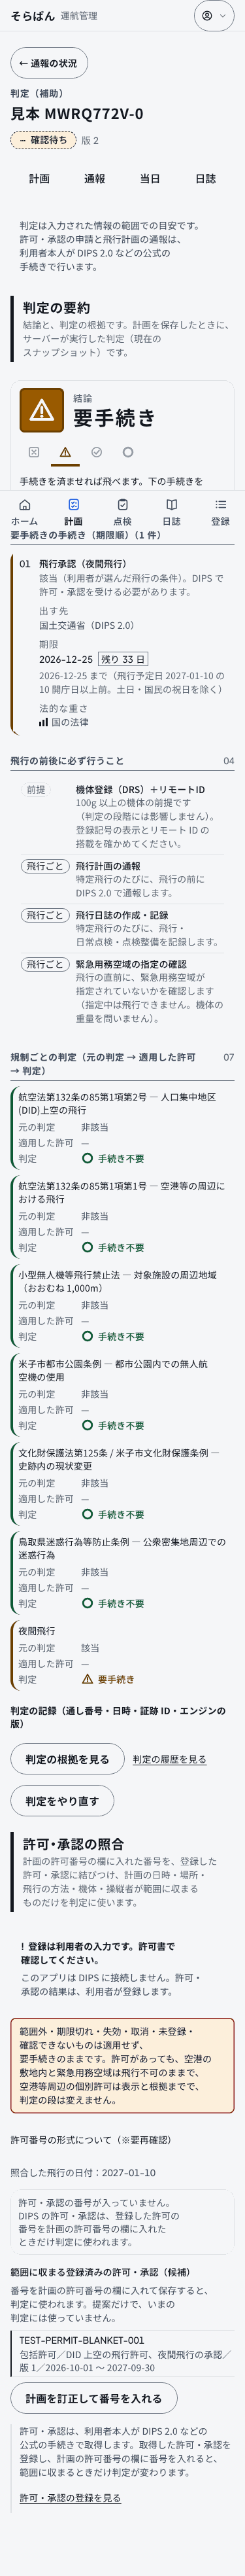 そらばん 運航管理
← 通報の状況
判定（補助）
見本 MWRQ772V-0
確認待ち 版 2
計画 通報 当日 日誌
判定は入力された情報の範囲での目安です。
許可・承認の申請と飛行計画の通報は、
利用者本人が DIPS 2.0 などの公式の
手続きで行います。
判定の要約
結論と、判定の根拠です。計画を保存したときに、
サーバーが実行した判定（現在の
スナップショット）です。
結論
要手続き
手続きを済ませれば飛べます。下の手続きを
ホーム 計画 点検 日誌 登録
要手続きの手続き（期限順）（1 件）
01 飛行承認（夜間飛行）
該当（利用者が選んだ飛行の条件）。DIPS で
許可・承認を受ける必要があります。
出す先
国土交通省（DIPS 2.0）
期限
2026-12-25 残り 33 日
2026-12-25 まで（飛行予定日 2027-01-10 の
10 開庁日以上前。土日・国民の祝日を除く）
法的な重さ
国の法律
飛行の前後に必ず行うこと 04
前提 機体登録（DRS）＋リモートID
100g 以上の機体の前提です
（判定の段階には影響しません）。
登録記号の表示とリモート ID の
搭載を確かめてください。
飛行ごと 飛行計画の通報
特定飛行のたびに、飛行の前に
DIPS 2.0 で通報します。
飛行ごと 飛行日誌の作成・記録
特定飛行のたびに、飛行・
日常点検・点検整備を記録します。
飛行ごと 緊急用務空域の指定の確認
飛行の直前に、緊急用務空域が
指定されていないかを確認します
（指定中は飛行できません。機体の
重量を問いません）。
規制ごとの判定（元の判定 → 適用した許可 07
→ 判定）
航空法第132条の85第1項第2号 — 人口集中地区
(DID)上空の飛行
元の判定 非該当
適用した許可 —
判定 手続き不要
航空法第132条の85第1項第1号 — 空港等の周辺に
おける飛行
元の判定 非該当
適用した許可 —
判定 手続き不要
小型無人機等飛行禁止法 — 対象施設の周辺地域
（おおむね 1,000m）
元の判定 非該当
適用した許可 —
判定 手続き不要
米子市都市公園条例 — 都市公園内での無人航
空機の使用
元の判定 非該当
適用した許可 —
判定 手続き不要
文化財保護法第125条 / 米子市文化財保護条例 —
史跡内の現状変更
元の判定 非該当
適用した許可 —
判定 手続き不要
鳥取県迷惑行為等防止条例 — 公衆密集地周辺での
迷惑行為
元の判定 非該当
適用した許可 —
判定 手続き不要
夜間飛行
元の判定 該当
適用した許可 —
判定 要手続き
判定の記録（通し番号・日時・証跡 ID・エンジンの
版）
判定の根拠を見る 判定の履歴を見る
判定をやり直す
許可・承認の照合
計画の許可番号の欄に入れた番号を、登録した
許可・承認に結びつけ、計画の日時・場所・
飛行の方法・機体・操縦者が範囲に収まる
ものだけを判定に使います。
! 登録は利用者の入力です。許可書で
確認してください。
このアプリは DIPS に接続しません。許可・
承認の結果は、利用者が登録します。
範囲外・期限切れ・失効・取消・未登録・
確認できないものは適用せず、
要手続きのままです。許可があっても、空港の
敷地内と緊急用務空域は飛行不可のままで、
空港等周辺の個別許可は表示と根拠までで、
判定の段は変えません。
許可番号の形式について（※要再確認）
照合した飛行の日付：2027-01-10
許可・承認の番号が入っていません。
DIPS の許可・承認は、登録した許可の
番号を計画の許可番号の欄に入れた
ときだけ判定に使われます。
範囲に収まる登録済みの許可・承認（候補）
番号を計画の許可番号の欄に入れて保存すると、
判定に使われます。提案だけで、いまの
判定には使っていません。
TEST-PERMIT-BLANKET-001
包括許可／DID 上空の飛行許可、夜間飛行の承認／
版 1／2026-10-01 〜 2027-09-30
計画を訂正して番号を入れる
許可・承認は、利用者本人が DIPS 2.0 などの
公式の手続きで取得します。取得した許可・承認を
登録し、計画の許可番号の欄に番号を入れると、
範囲に収まるときだけ判定が変わります。
許可・承認の登録を見る